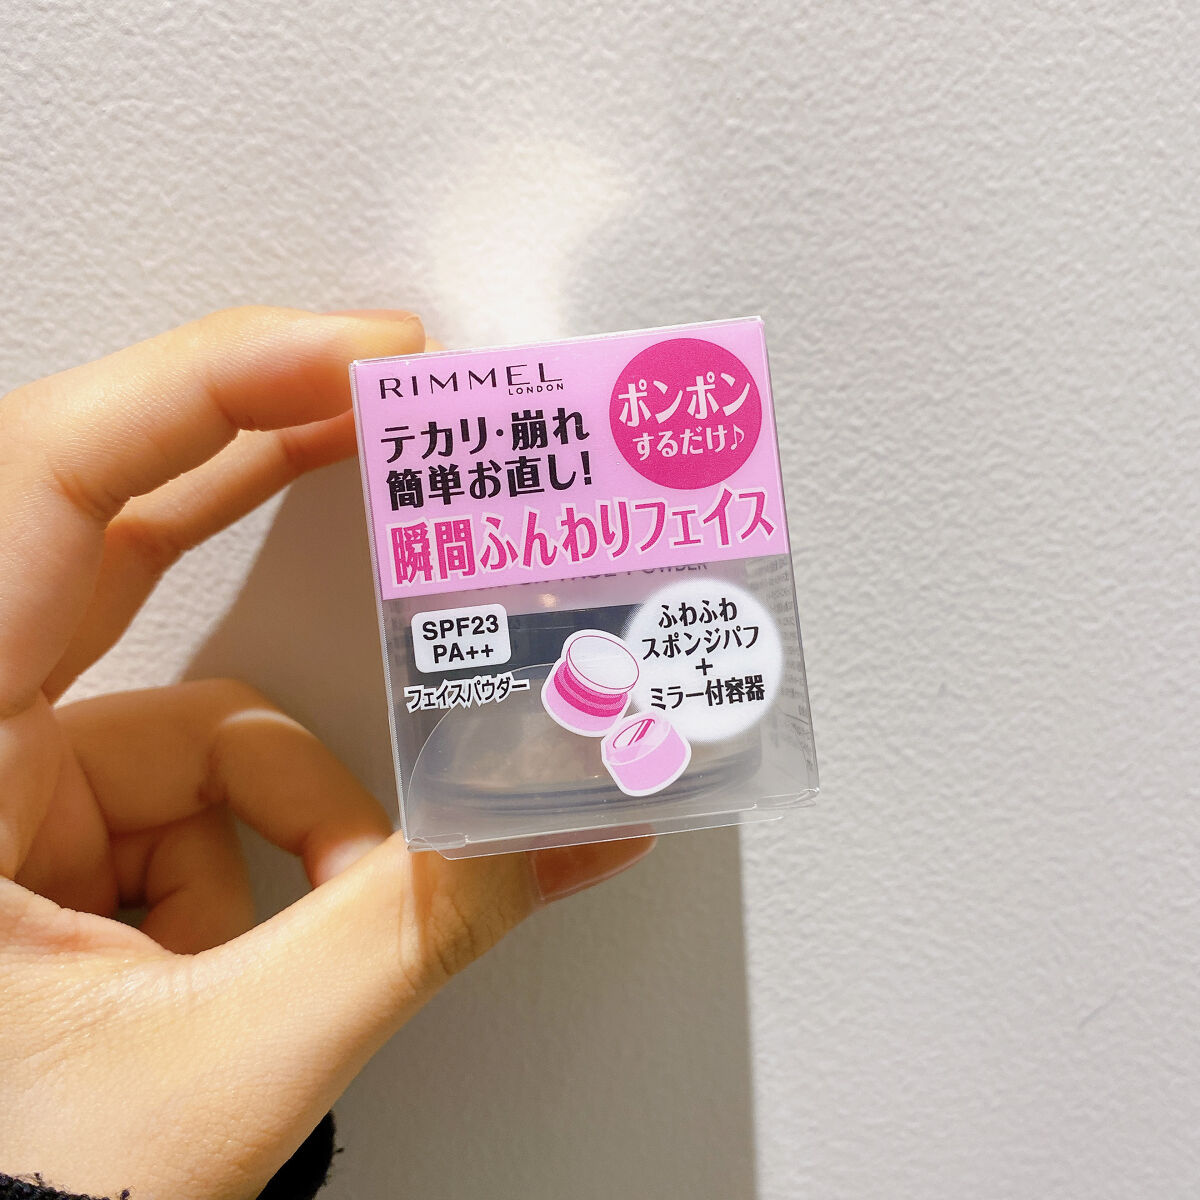 RIMMEL
LONDON
テカリ・崩れ
簡単お直し!
瞬間ふんわりフェイス
ポンポン
するだけ♪
POWDER
SPF23
PA++
フェイスパウダー
ふわふわ
スポンジパフ
+
ミラー付容器